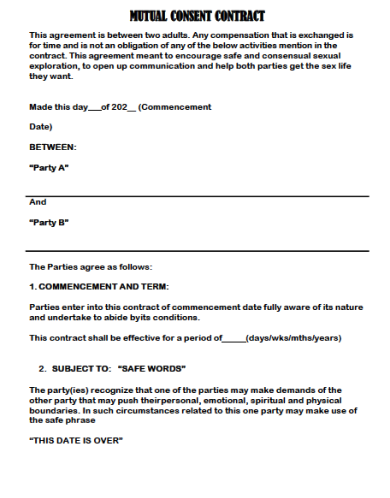 MUTUAL CONSENT CONTRACT
This agreement is between two adults. Any compensation that is exchanged is
for time and is not an obligation of any of the below activities mention in the
contract. This agreement meant to encourage safe and consensual sexual
exploration, to open up communication and help both parties get the sex life
they want.
Made this day___of 202__ (Commencement
Date)
BETWEEN:
"Party A"
And
"Party B"
The Parties agree as follows:
1. COMMENCEMENT AND TERM:
Parties enter into this contract of commencement date fully aware of its nature
and undertake to abide byits conditions.
This contract shall be effective for a period of_____(days/wks/mths/years)
2. SUBJECT TO: "SAFE WORDS"
The party(ies) recognize that one of the parties may make demands of the
other party that may push theirpersonal, emotional, spiritual and physical
boundaries. In such circumstances related to this one party may make use of
the safe phrase
"THIS DATE IS OVER"